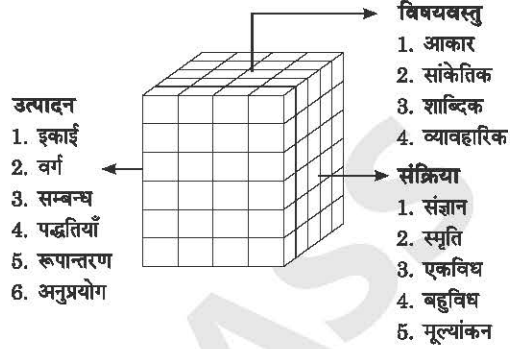 विषयवस्तु
1. आकार
2. सांकेतिक
3. शाब्दिक
4. व्यावहारिक
उत्पादन
1. इकाई
2. वर्ग
3. सम्बन्ध
4. पद्धतियाँ
5. रूपान्तरण
6. अनुप्रयोग
संक्रिया
1. संज्ञान
2. स्मृति
3. एकविध
4. बहुविध
5. मूल्यांकन